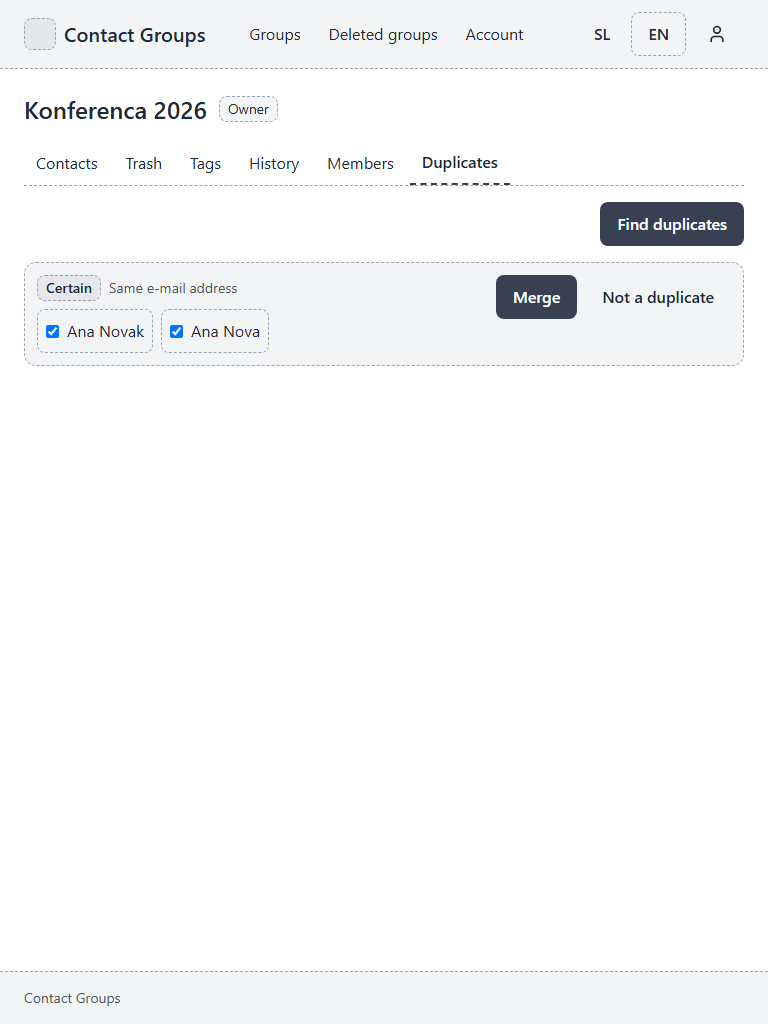 Contact Groups Groups Deleted groups Account SL EN
Konferenca 2026 Owner
Contacts Trash Tags History Members Duplicates
Find duplicates
Certain Same e-mail address Merge Not a duplicate
Ana Novak Ana Nova
Contact Groups